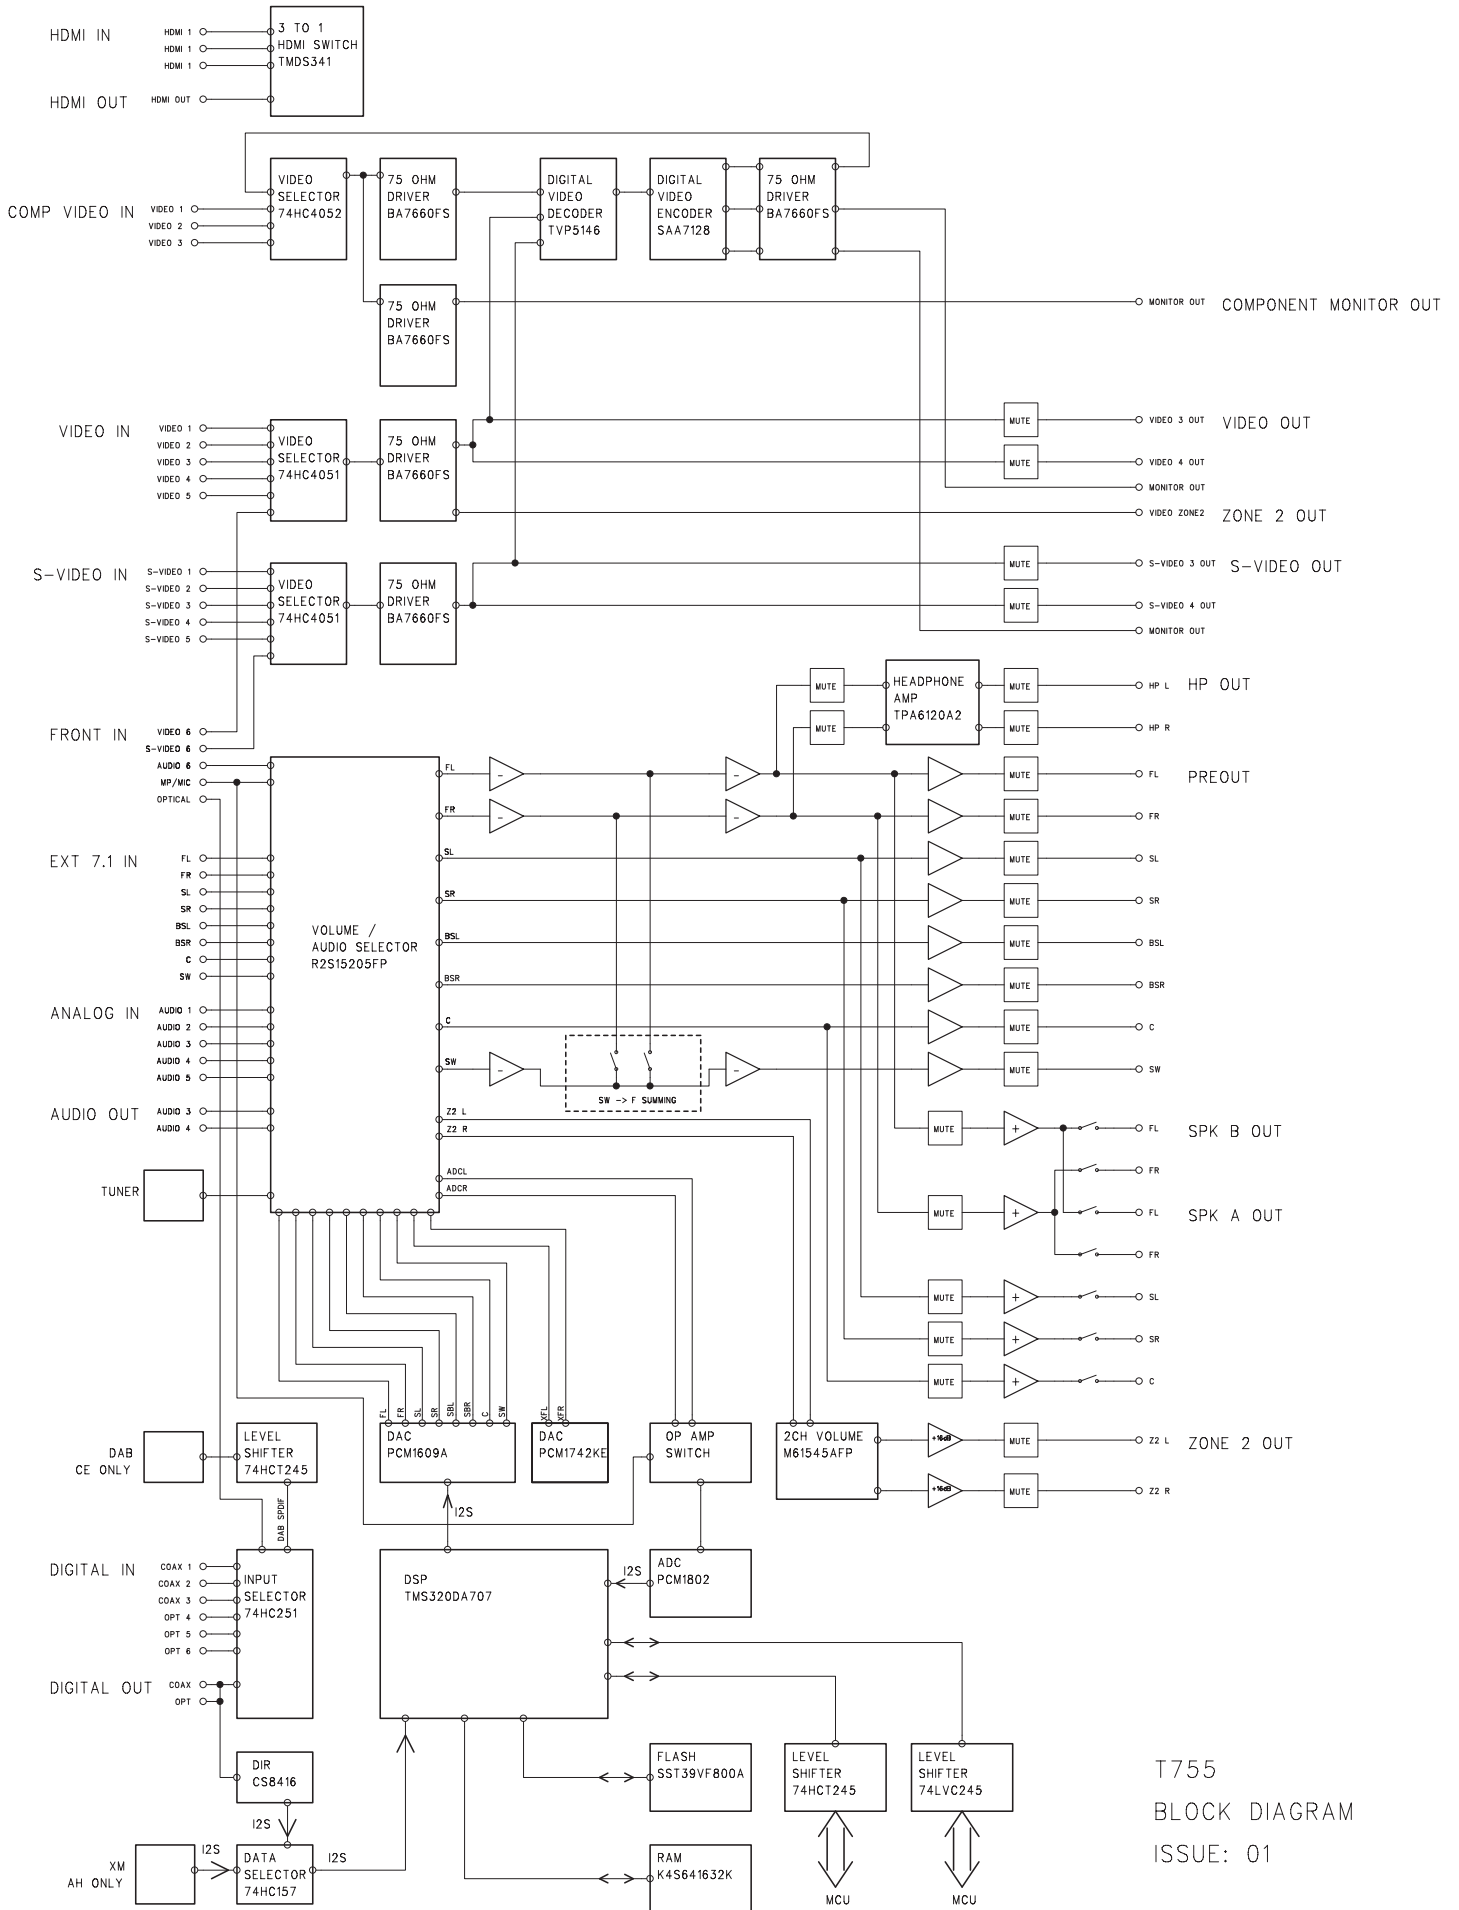 HDMI IN
HDMI 1
HDMI 1
HDMI 1
HDMI OUT
HDMI OUT
3 TO 1
HDMI SWITCH
TMDS341
COMP VIDEO IN
VIDEO 1
VIDEO 2
VIDEO 3
VIDEO
SELECTOR
74HC4052
75 OHM
DRIVER
BA7660FS
DIGITAL
VIDEO
DECODER
TVP5146
DIGITAL
VIDEO
ENCODER
SAA7128
75 OHM
DRIVER
BA7660FS
75 OHM
DRIVER
BA7660FS
MONITOR OUT
COMPONENT MONITOR OUT
VIDEO IN
VIDEO 1
VIDEO 2
VIDEO 3
VIDEO 4
VIDEO 5
VIDEO
SELECTOR
74HC4051
75 OHM
DRIVER
BA7660FS
MUTE
VIDEO 3 OUT
VIDEO OUT
MUTE
VIDEO 4 OUT
MONITOR OUT
VIDEO ZONE2
ZONE 2 OUT
S-VIDEO IN
S-VIDEO 1
S-VIDEO 2
S-VIDEO 3
S-VIDEO 4
S-VIDEO 5
VIDEO
SELECTOR
74HC4051
75 OHM
DRIVER
BA7660FS
MUTE
S-VIDEO 3 OUT
S-VIDEO OUT
MUTE
S-VIDEO 4 OUT
MONITOR OUT
MUTE
MUTE
HEADPHONE
AMP
TPA6120A2
MUTE
MUTE
HP L
HP R
HP OUT
FRONT IN
VIDEO 6
S-VIDEO 6
AUDIO 6
MP/MIC
OPTICAL
EXT 7.1 IN
FL
FR
SL
SR
BSL
BSR
C
SW
ANALOG IN
AUDIO 1
AUDIO 2
AUDIO 3
AUDIO 4
AUDIO 5
AUDIO OUT
AUDIO 3
AUDIO 4
TUNER
VOLUME /
AUDIO SELECTOR
R2S15205FP
FL
-
-
MUTE
FL
PREOUT
FR
-
-
MUTE
FR
SL
MUTE
SL
SR
MUTE
SR
BSL
MUTE
BSL
BSR
MUTE
BSR
C
MUTE
C
SW
-
-
MUTE
SW
SW -> F SUMMING
Z2 L
Z2 R
ADCL
ADCR
MUTE
+
FL
SPK B OUT
FR
MUTE
+
FL
SPK A OUT
FR
MUTE
+
SL
MUTE
+
SR
MUTE
+
C
DAB
CE ONLY
LEVEL
SHIFTER
74HCT245
DAB SPDIF
FL
FR
SL
SR
SBL
SBR
C
SW
DAC
PCM1609A
XFL
XFR
DAC
PCM1742KE
OP AMP
SWITCH
2CH VOLUME
M61545AFP
+16dB
MUTE
Z2 L
ZONE 2 OUT
+16dB
MUTE
Z2 R
I2S
DIGITAL IN
COAX 1
COAX 2
COAX 3
OPT 4
OPT 5
OPT 6
INPUT
SELECTOR
74HC251
DIGITAL OUT
COAX
OPT
DSP
TMS320DA707
I2S
ADC
PCM1802
DIR
CS8416
I2S
XM
AH ONLY
I2S
DATA
SELECTOR
74HC157
I2S
FLASH
SST39VF800A
RAM
K4S641632K
LEVEL
SHIFTER
74HCT245
MCU
LEVEL
SHIFTER
74LVC245
MCU
T755
BLOCK DIAGRAM
ISSUE: 01